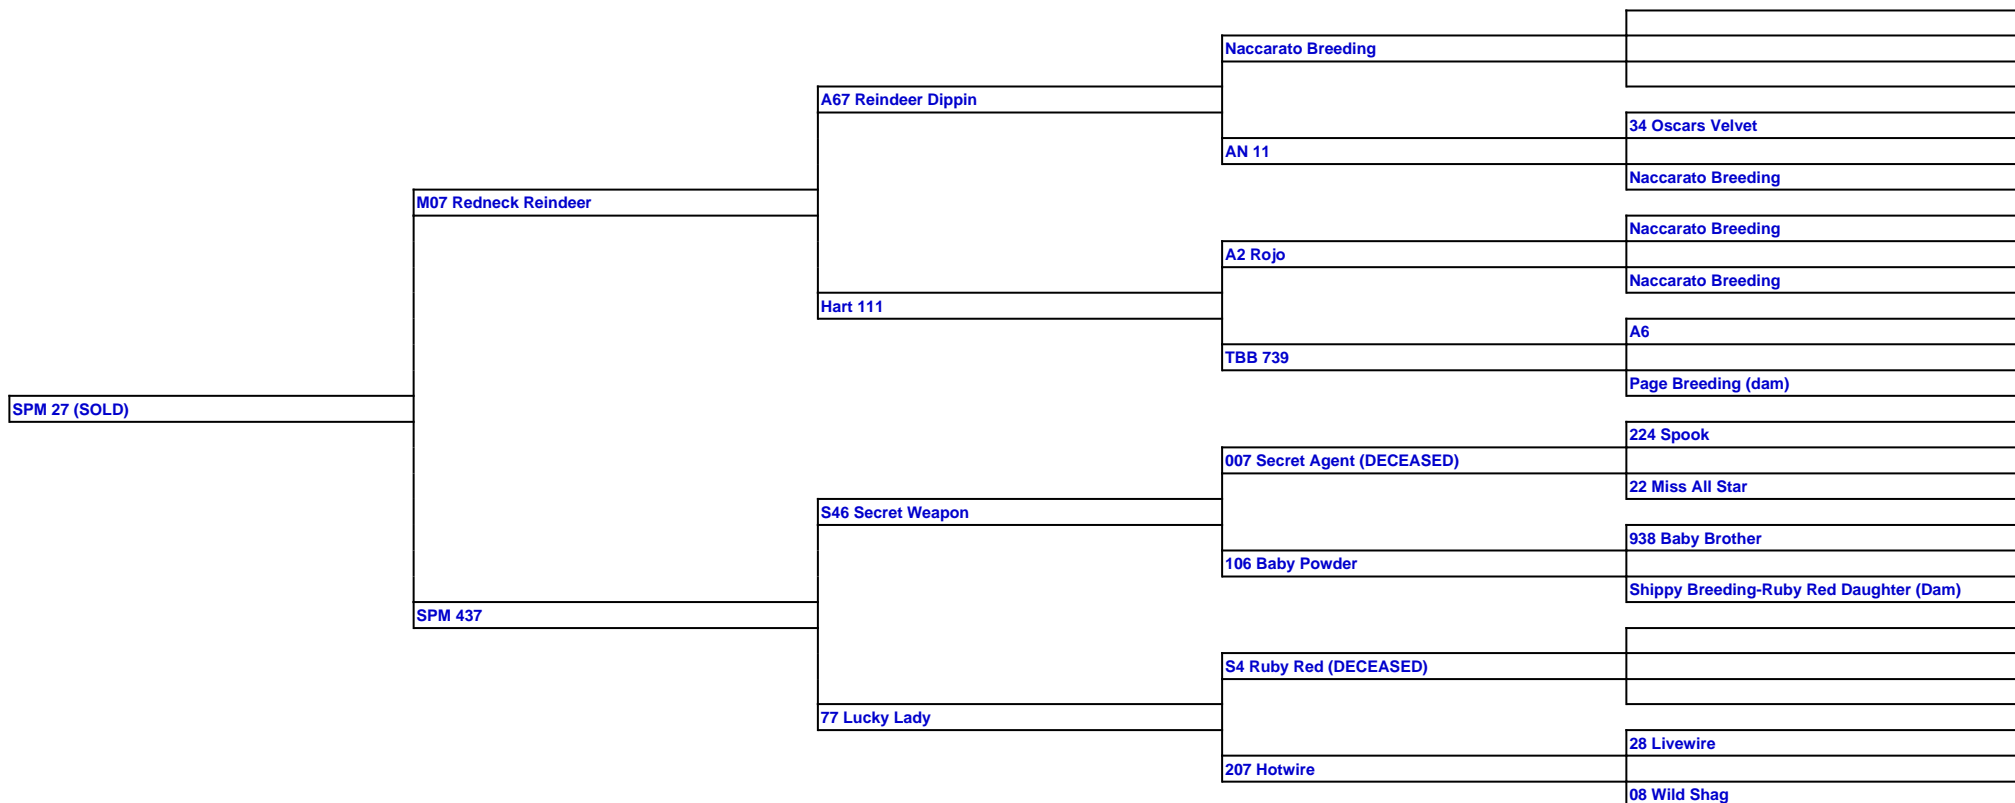 Naccarato Breeding
A67 Reindeer Dippin
34 Oscars Velvet
AN 11
Naccarato Breeding
M07 Redneck Reindeer
Naccarato Breeding
A2 Rojo
Naccarato Breeding
Hart 111
A6
TBB 739
Page Breeding (dam)
SPM 27 (SOLD)
224 Spook
007 Secret Agent (DECEASED)
22 Miss All Star
S46 Secret Weapon
938 Baby Brother
106 Baby Powder
Shippy Breeding-Ruby Red Daughter (Dam)
SPM 437
S4 Ruby Red (DECEASED)
77 Lucky Lady
28 Livewire
207 Hotwire
08 Wild Shag